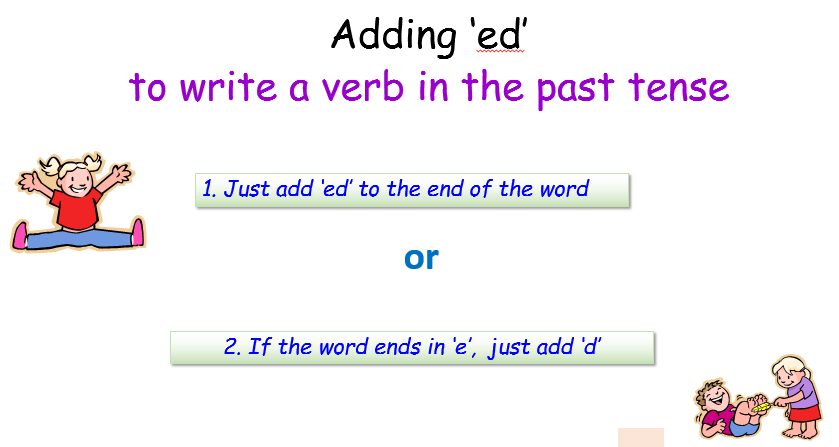 Adding ‘ed’
to write a verb in the past tense
1. Just add ‘ed’ to the end of the word
or
2. If the word ends in ‘e’, just add ‘d’